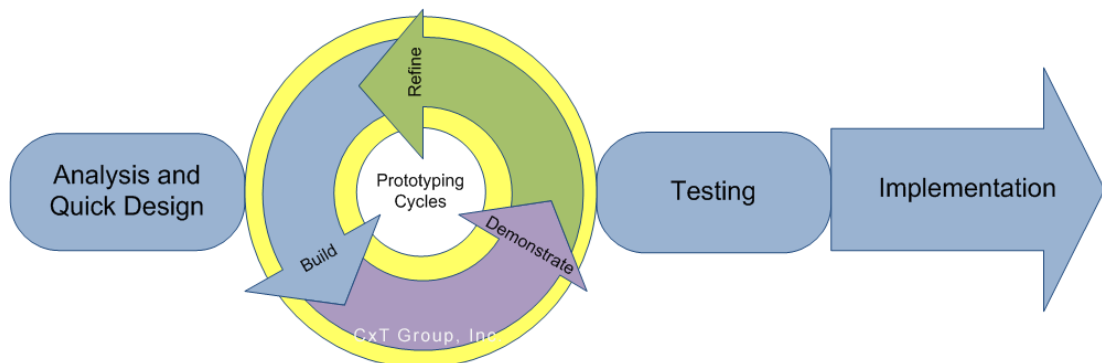 Analysis and
Quick Design
Refine
Prototyping
Cycles
Build
Demonstrate
CxT Group, Inc
Testing
Implementation